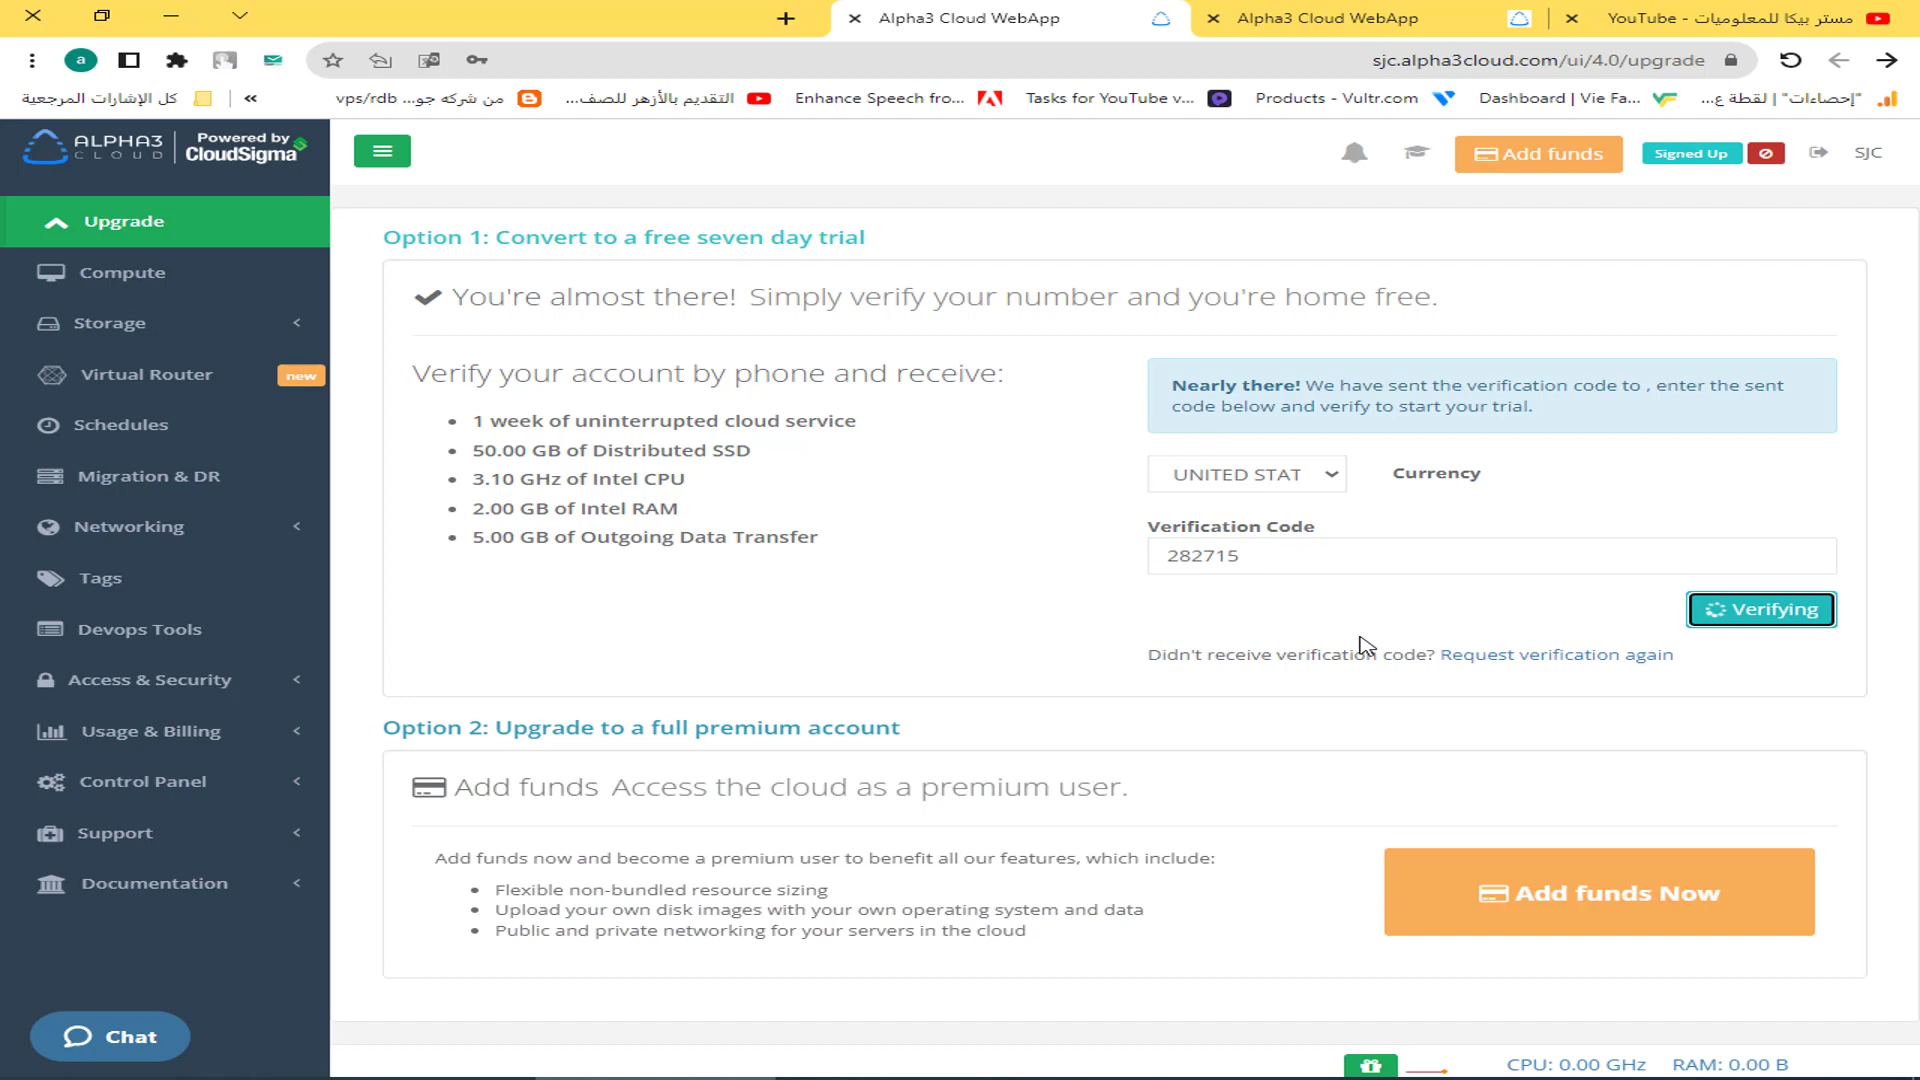 Alpha3 Cloud WebApp
Alpha3 Cloud WebApp
مستر بيكا للمعلوميات - YouTube
a
sjc.alpha3cloud.com/ui/4.0/upgrade
كل الإشارات المرجعية
«
من شركه جو... vps/rdb
التقديم بالأزهر للصف...
Enhance Speech fro...
Tasks for YouTube v...
Products - Vultr.com
Dashboard | Vie Fa...
"إحصاءات" | لقطة ع...
ALPHA3 CLOUD
Powered by CloudSigma
Add funds
Signed Up
SJC
Upgrade
Compute
Storage
Virtual Router
new
Schedules
Migration & DR
Networking
Tags
Devops Tools
Access & Security
Usage & Billing
Control Panel
Support
Documentation
Chat
Option 1: Convert to a free seven day trial
You're almost there! Simply verify your number and you're home free.
Verify your account by phone and receive:
• 1 week of uninterrupted cloud service
• 50.00 GB of Distributed SSD
• 3.10 GHz of Intel CPU
• 2.00 GB of Intel RAM
• 5.00 GB of Outgoing Data Transfer
Nearly there! We have sent the verification code to , enter the sent
code below and verify to start your trial.
UNITED STAT
Currency
Verification Code
282715
Verifying
Didn't receive verification code? Request verification again
Option 2: Upgrade to a full premium account
Add funds Access the cloud as a premium user.
Add funds now and become a premium user to benefit all our features, which include:
• Flexible non-bundled resource sizing
• Upload your own disk images with your own operating system and data
• Public and private networking for your servers in the cloud
Add funds Now
CPU: 0.00 GHz
RAM: 0.00 B